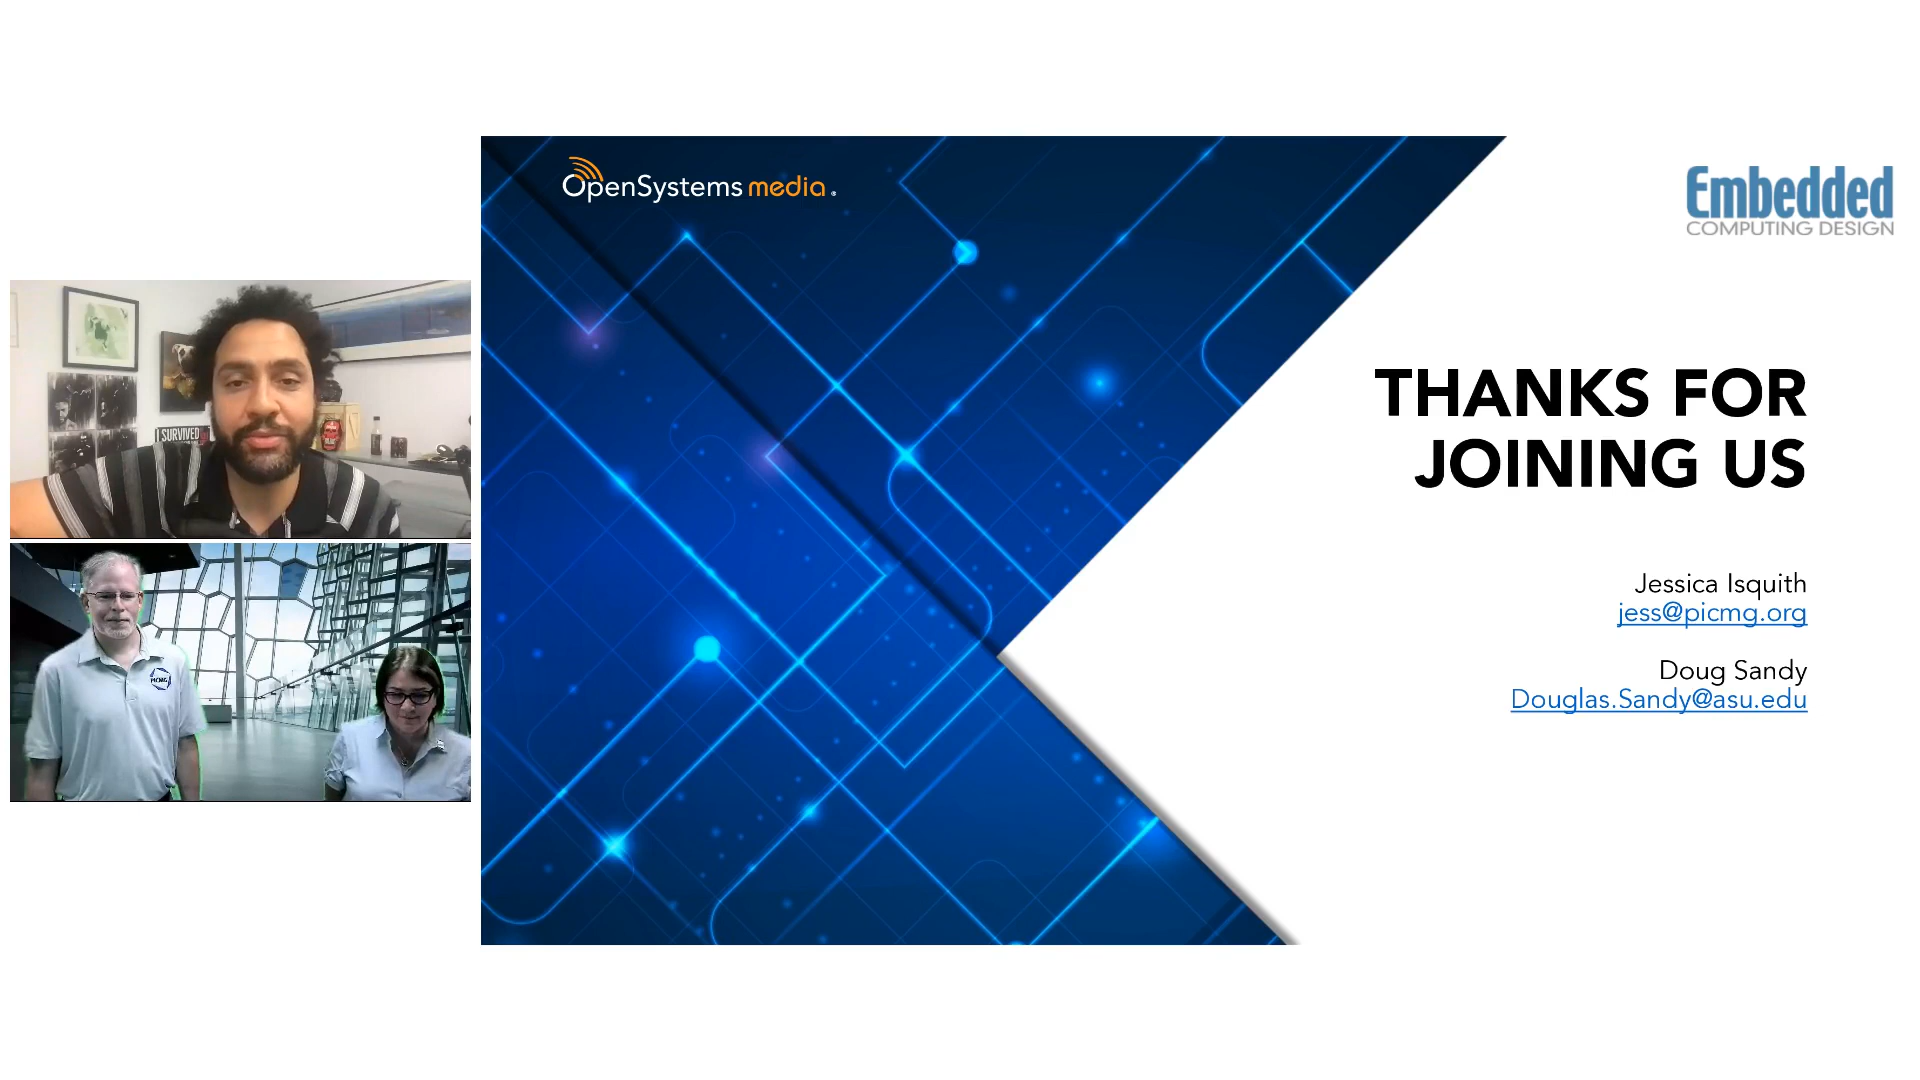 OpenSystems media®
Embedded
COMPUTING DESIGN
SURVIVED
PICMG
THANKS FOR
JOINING US
Jessica Isquith
jess@picmg.org
Doug Sandy
Douglas.Sandy@asu.edu